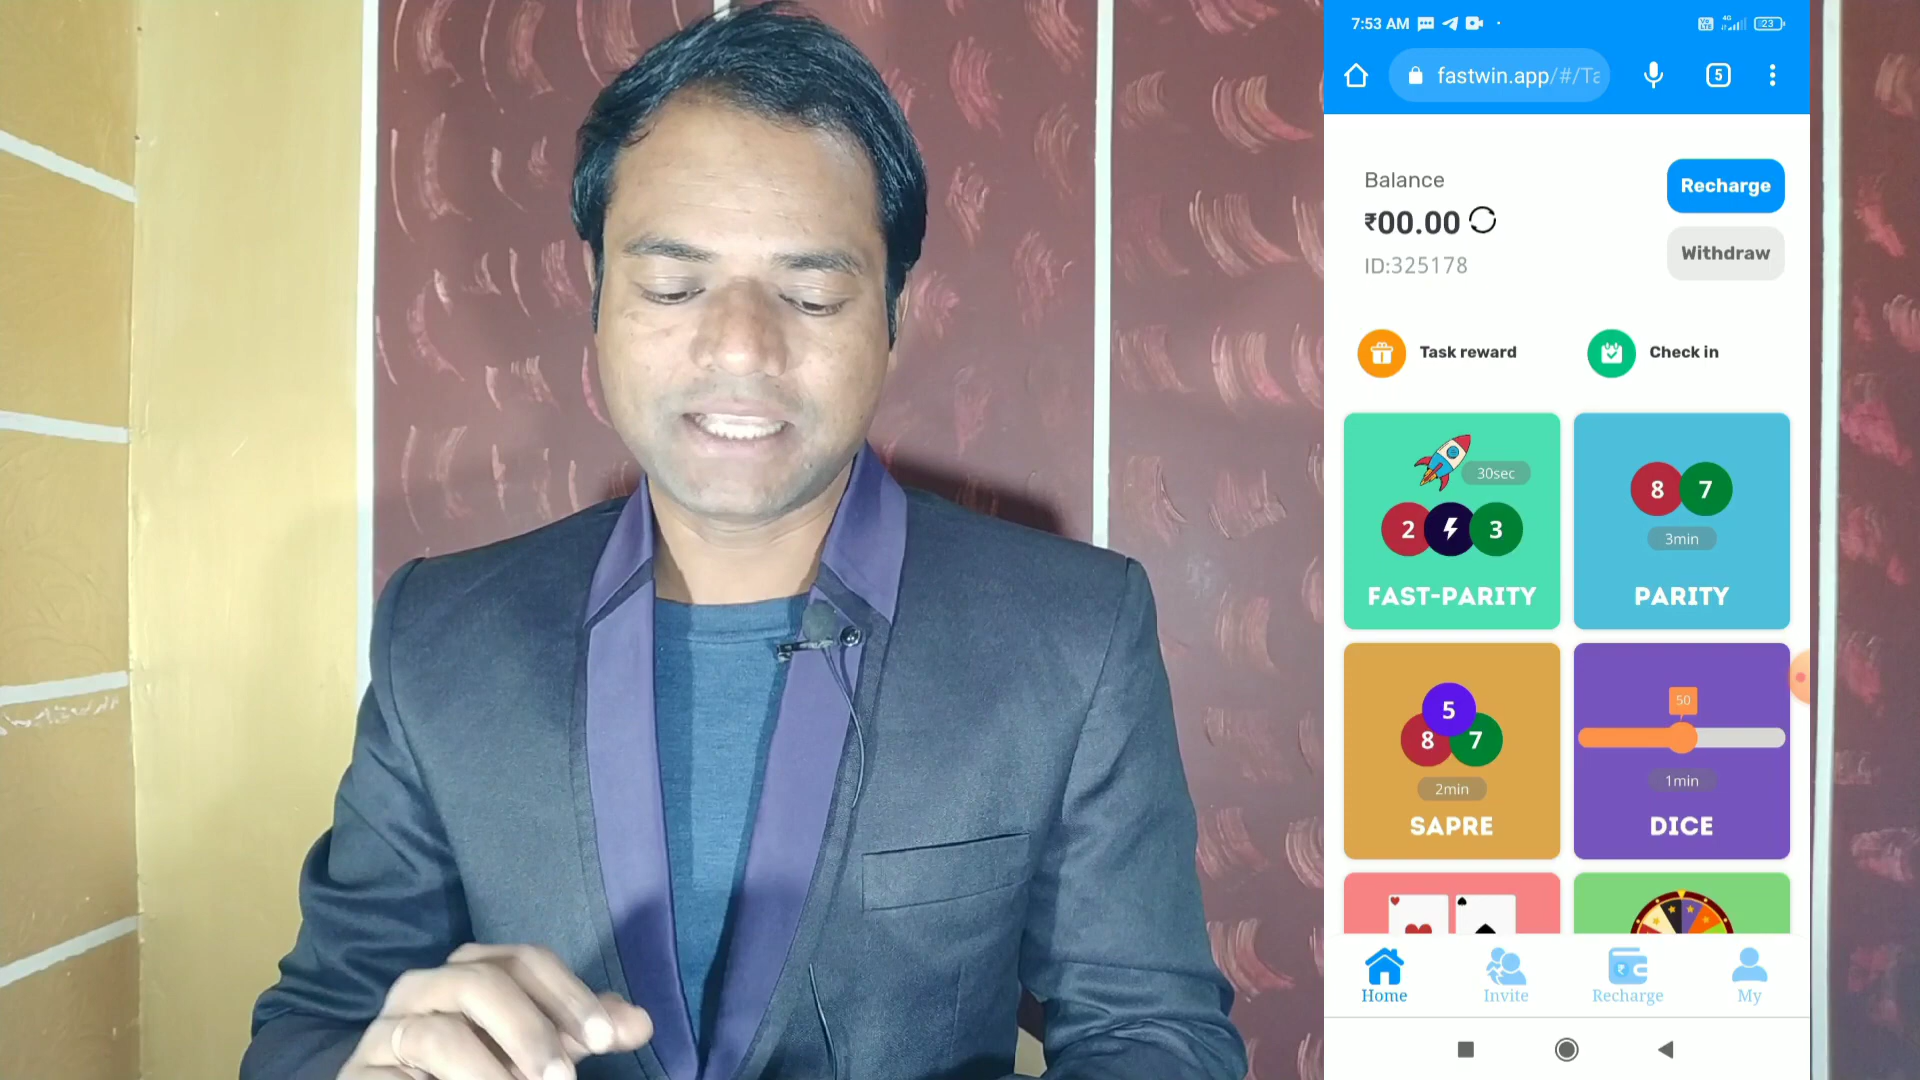 7:53 AM
4G
23
fastwin.app/#/Ta
5
Balance
₹00.00
ID:325178
Recharge
Withdraw
Task reward
Check in
30sec
2
3
FAST-PARITY
8 7
3min
PARITY
5
8 7
2min
SAPRE
50
1min
DICE
Home
Invite
Recharge
My